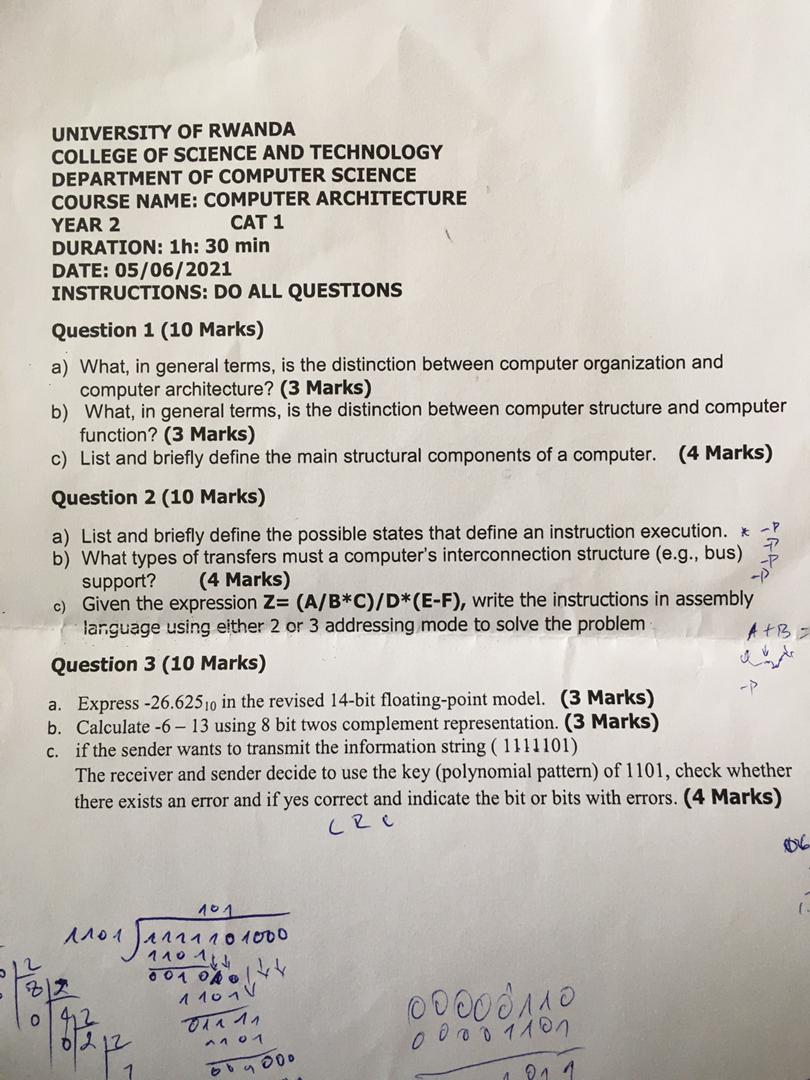 UNIVERSITY OF RWANDA
COLLEGE OF SCIENCE AND TECHNOLOGY
DEPARTMENT OF COMPUTER SCIENCE
COURSE NAME: COMPUTER ARCHITECTURE
YEAR 2 CAT 1
DURATION: 1h: 30 min
DATE: 05/06/2021
INSTRUCTIONS: DO ALL QUESTIONS
Question 1 (10 Marks)
a) What, in general terms, is the distinction between computer organization and
computer architecture? (3 Marks)
b) What, in general terms, is the distinction between computer structure and computer
function? (3 Marks)
c) List and briefly define the main structural components of a computer. (4 Marks)
Question 2 (10 Marks)
a) List and briefly define the possible states that define an instruction execution. *
b) What types of transfers must a computer's interconnection structure (e.g., bus)
support? (4 Marks)
c) Given the expression Z= (A/B*C)/D*(E-F), write the instructions in assembly
language using either 2 or 3 addressing mode to solve the problem
A+B =
Question 3 (10 Marks)
a. Express -26.625₁₀ in the revised 14-bit floating-point model. (3 Marks)
b. Calculate -6 – 13 using 8 bit twos complement representation. (3 Marks)
c. if the sender wants to transmit the information string ( 1111101)
The receiver and sender decide to use the key (polynomial pattern) of 1101, check whether
there exists an error and if yes correct and indicate the bit or bits with errors. (4 Marks)
CRC
101
1101 1111101000
1101
1101
01111
1101
00000110
00001101